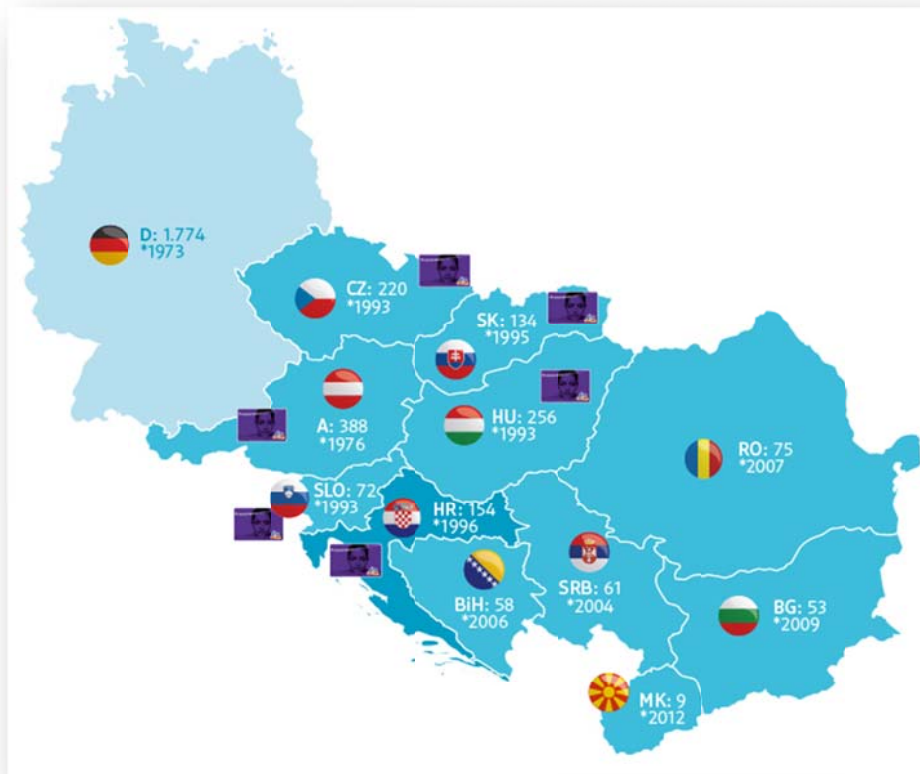 D: 1.774
*1973
CZ: 220
*1993
SK: 134
*1995
A: 388
*1976
HU: 256
*1993
RO: 75
*2007
SLO: 72
*1993
HR: 154
*1996
SRB: 61
*2004
BiH: 58
*2006
BG: 53
*2009
MK: 9
*2012